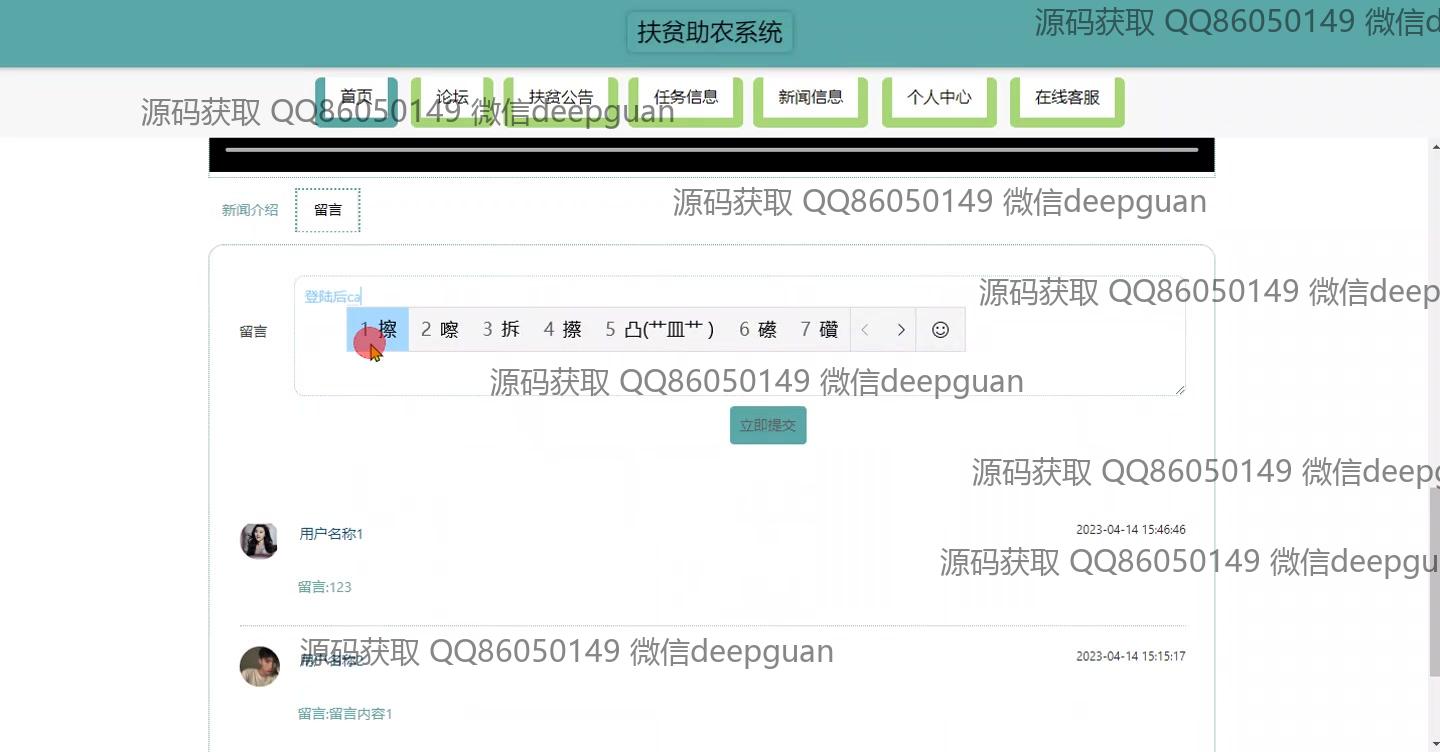 扶贫助农系统
源码获取 QQ86050149 微信d
首页
论坛
扶贫公告
任务信息
新闻信息
个人中心
在线客服
源码获取 QQ86050149 微信deepguan
新闻介绍
留言
源码获取 QQ86050149 微信deepguan
登陆后ca
源码获取 QQ86050149 微信deep
留言
1 擦 2 嚓 3 拆 4 攃 5 凸(艹皿艹 ) 6 礤 7 礸
源码获取 QQ86050149 微信deepguan
立即提交
源码获取 QQ86050149 微信deep
用户名称1
2023-04-14 15:46:46
源码获取 QQ86050149 微信deepgu
留言:123
源码获取 QQ86050149 微信deepguan
用户名称2
2023-04-14 15:15:17
留言:留言内容1